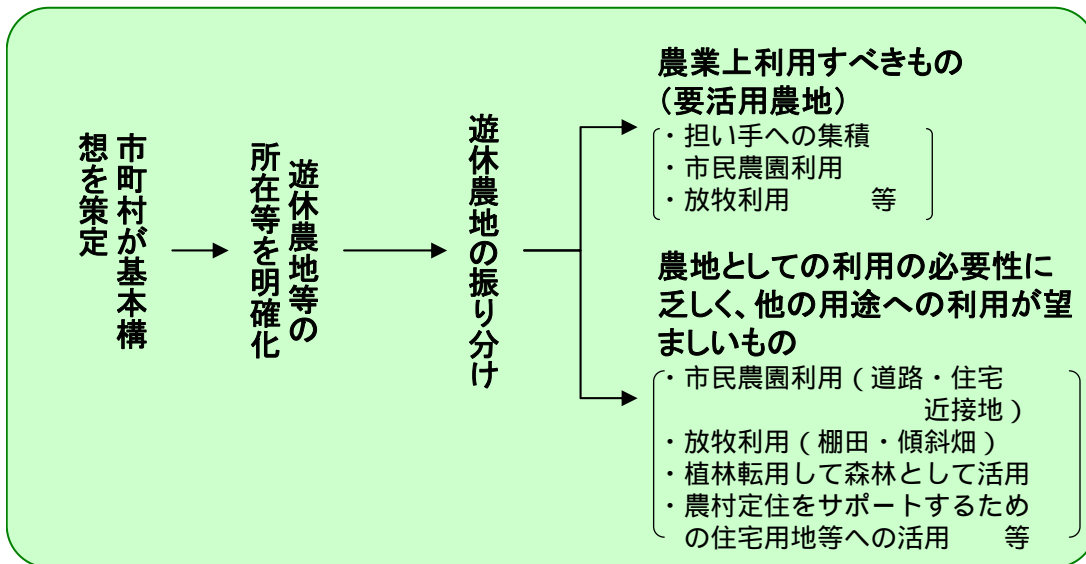 市町村が基本構
想を策定
遊休農地等の
所在等を明確化
遊休農地の振り分け
農業上利用すべきもの
（要活用農地）
・担い手への集積
・市民農園利用
・放牧利用　　　等
農地としての利用の必要性に
乏しく、他の用途への利用が望
ましいもの
・市民農園利用（道路・住宅
近接地）
・放牧利用（棚田・傾斜畑）
・植林転用して森林として活用
・農村定住をサポートするため
の住宅用地等への活用　　等